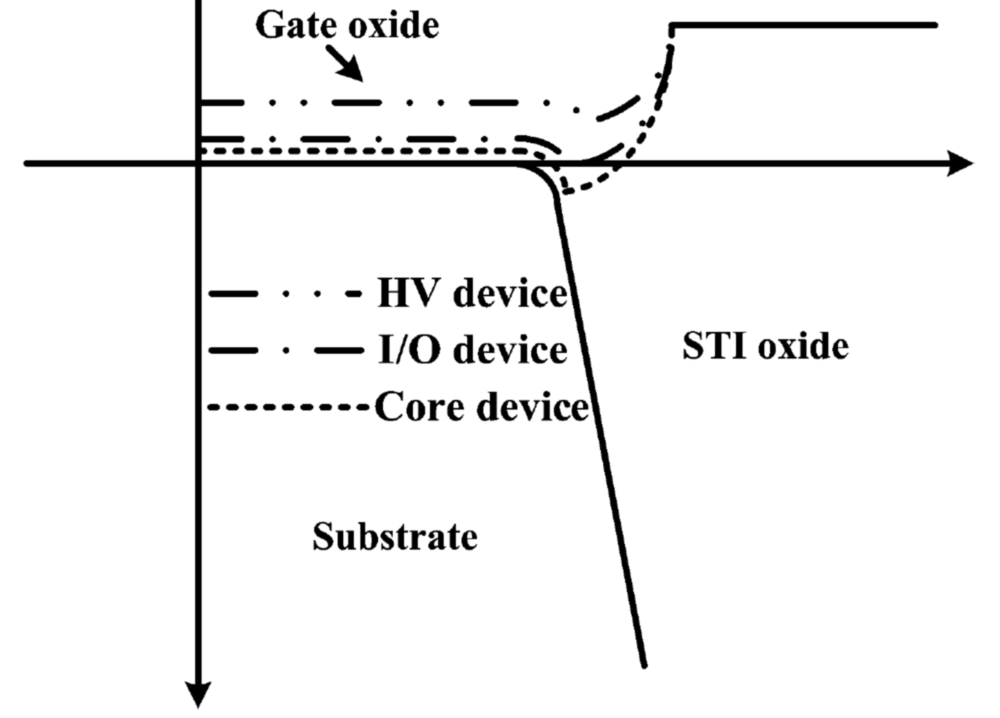 Gate oxide
HV device
I/O device
STI oxide
Core device
Substrate